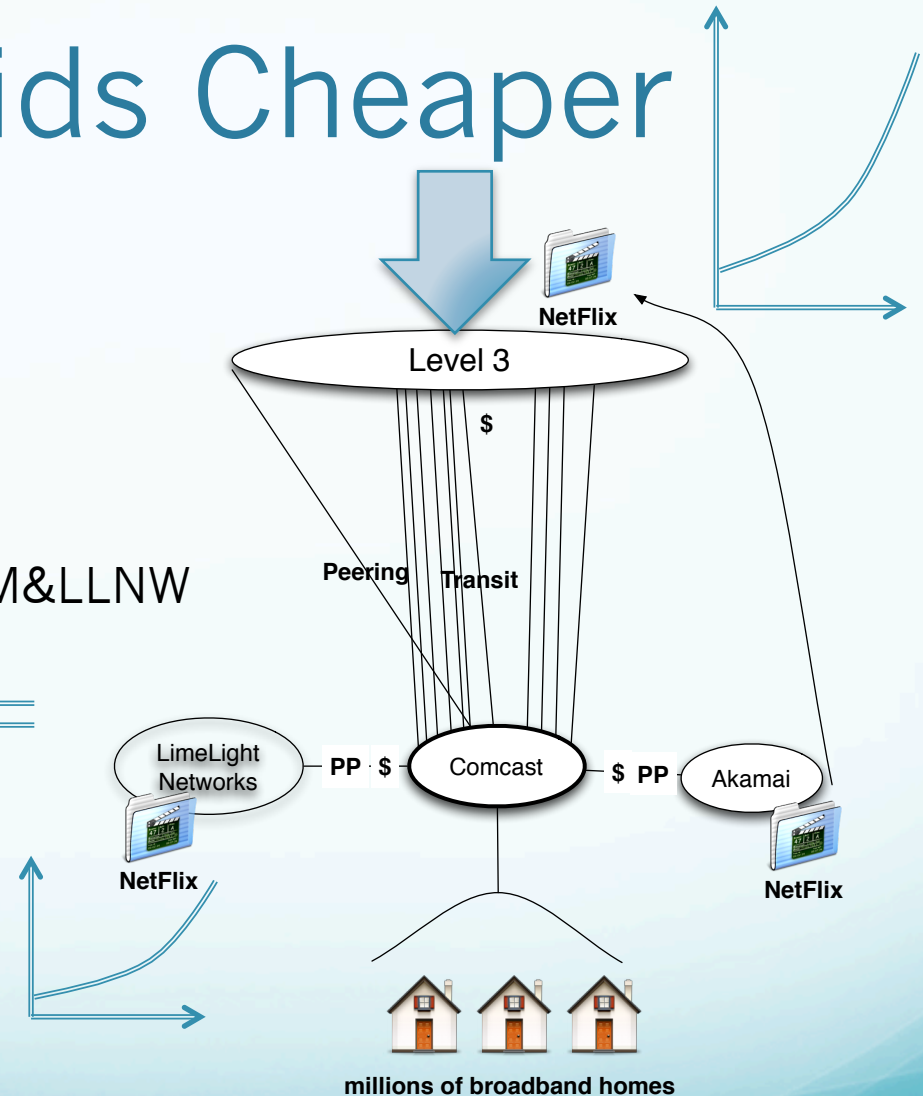 ids Cheaper
NetFlix
Level 3
$
Peering
Transit
M&LLNW
LimeLight
Networks
PP $
Comcast
$ PP
Akamai
NetFlix
NetFlix
millions of broadband homes